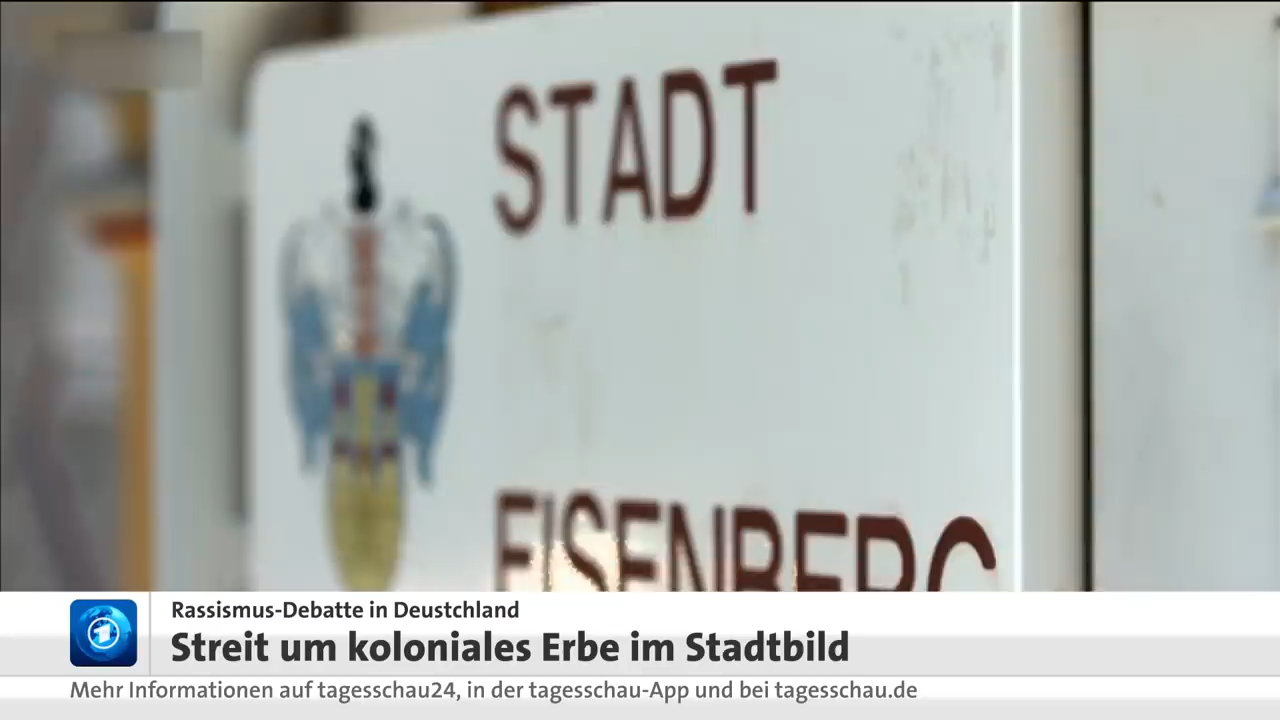 STADT
EISENBERG
Rassismus-Debatte in Deustchland
Streit um koloniales Erbe im Stadtbild
Mehr Informationen auf tagesschau24, in der tagesschau-App und bei tagesschau.de